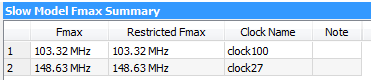 Slow Model Fmax Summary
Fmax Restricted Fmax Clock Name Note
1 103.32 MHz 103.32 MHz clock100
2 148.63 MHz 148.63 MHz clock27